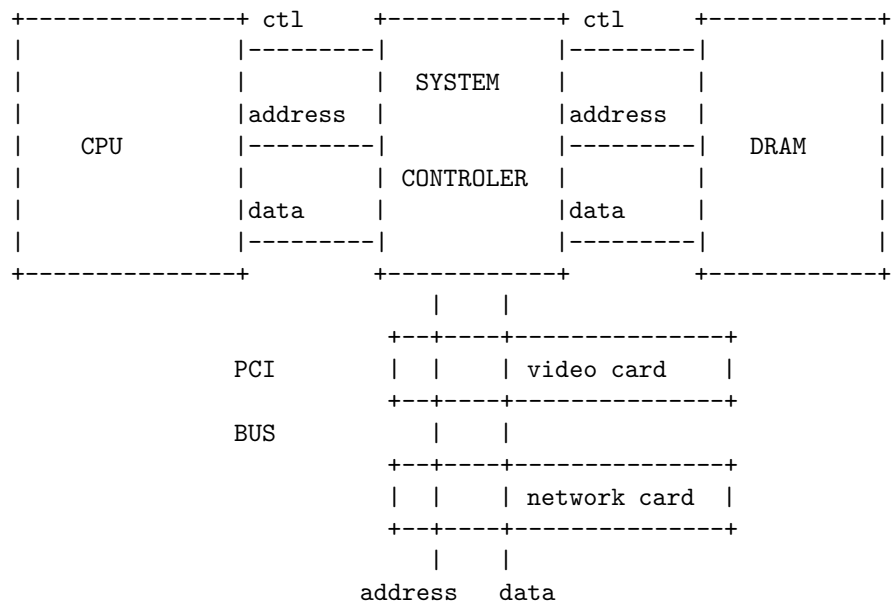 ctl ctl
SYSTEM
address address
CPU DRAM
CONTROLER
data data
PCI video card
BUS
network card
address data